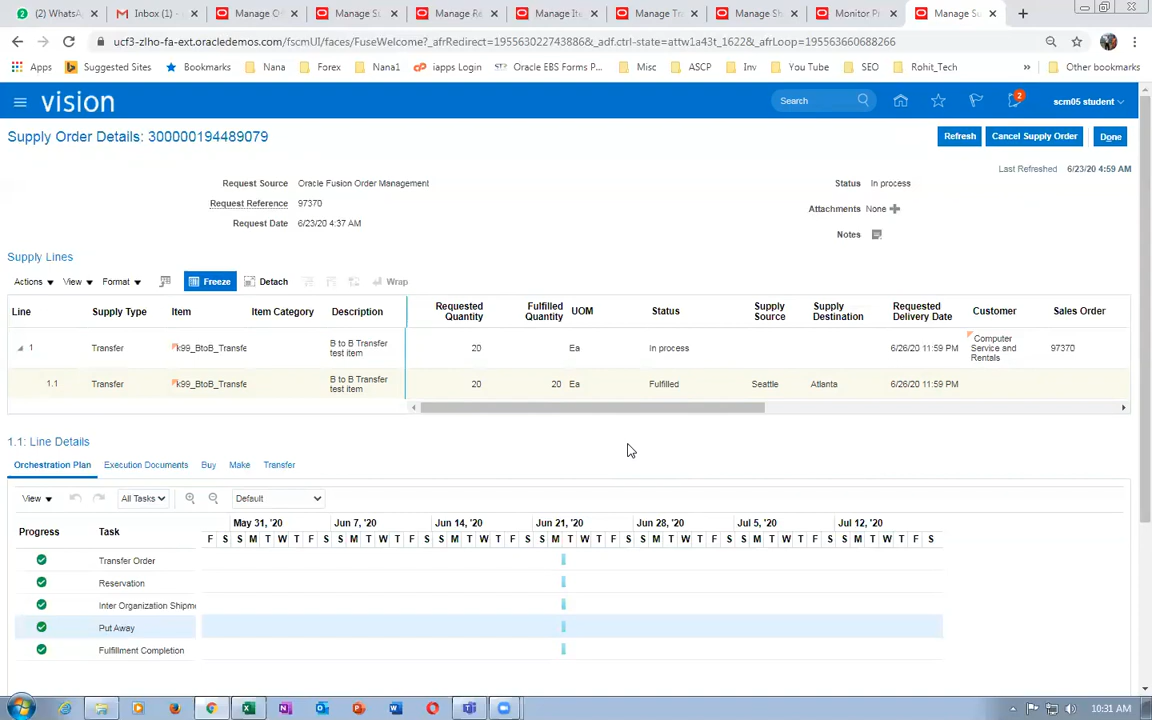 (2) WhatsA
Inbox (1) -
Manage O
Manage Su
Manage Re
Manage Ite
Manage Tr
Manage Sh
Monitor Pr
Manage Su
ucf3-zlho-fa-ext.oracledemos.com/fscmUI/faces/FuseWelcome?_afrRedirect=195563022743886&_adf.ctrl-state=attw1a43t_1622&_afrLoop=195563660688266
Apps
Suggested Sites
Bookmarks
Nana
Forex
Nana1
iapps Login
Oracle EBS Forms P...
Misc
ASCP
Inv
You Tube
SEO
Rohit_Tech
»
Other bookmarks
vision
Search
2
scm05 student
Supply Order Details: 300000194489079
Refresh
Cancel Supply Order
Done
Last Refreshed 6/23/20 4:59 AM
Request Source Oracle Fusion Order Management
Status In process
Request Reference 97370
Attachments None
Request Date 6/23/20 4:37 AM
Notes
Supply Lines
Actions View Format Freeze Detach Wrap
Line Supply Type Item Item Category Description Requested Quantity Fulfilled Quantity UOM Status Supply Source Supply Destination Requested Delivery Date Customer Sales Order
1 Transfer k99_BtoB_Transfe B to B Transfer test item 20 Ea In process 6/26/20 11:59 PM Computer Service and Rentals 97370
1.1 Transfer k99_BtoB_Transfe B to B Transfer test item 20 20 Ea Fulfilled Seattle Atlanta 6/26/20 11:59 PM
1.1: Line Details
Orchestration Plan Execution Documents Buy Make Transfer
View All Tasks Default
Progress Task
May 31, '20 Jun 7, '20 Jun 14, '20 Jun 21, '20 Jun 28, '20 Jul 5, '20 Jul 12, '20
F S S M T W T F S S M T W T F S S M T W T F S S M T W T F S S M T W T F S S M T W T F S S M T W T F S
Transfer Order
Reservation
Inter Organization Shipme
Put Away
Fulfillment Completion
10:31 AM